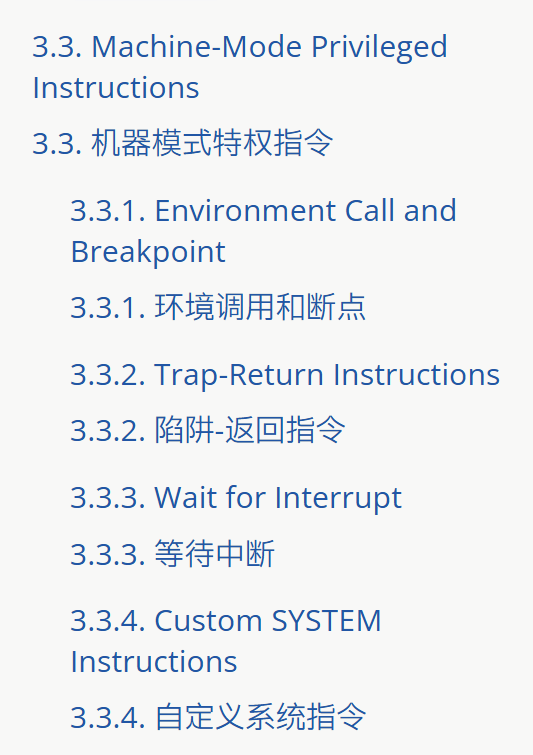 3.3. Machine-Mode Privileged
Instructions
3.3. 机器模式特权指令
3.3.1. Environment Call and
Breakpoint
3.3.1. 环境调用和断点
3.3.2. Trap-Return Instructions
3.3.2. 陷阱-返回指令
3.3.3. Wait for Interrupt
3.3.3. 等待中断
3.3.4. Custom SYSTEM
Instructions
3.3.4. 自定义系统指令